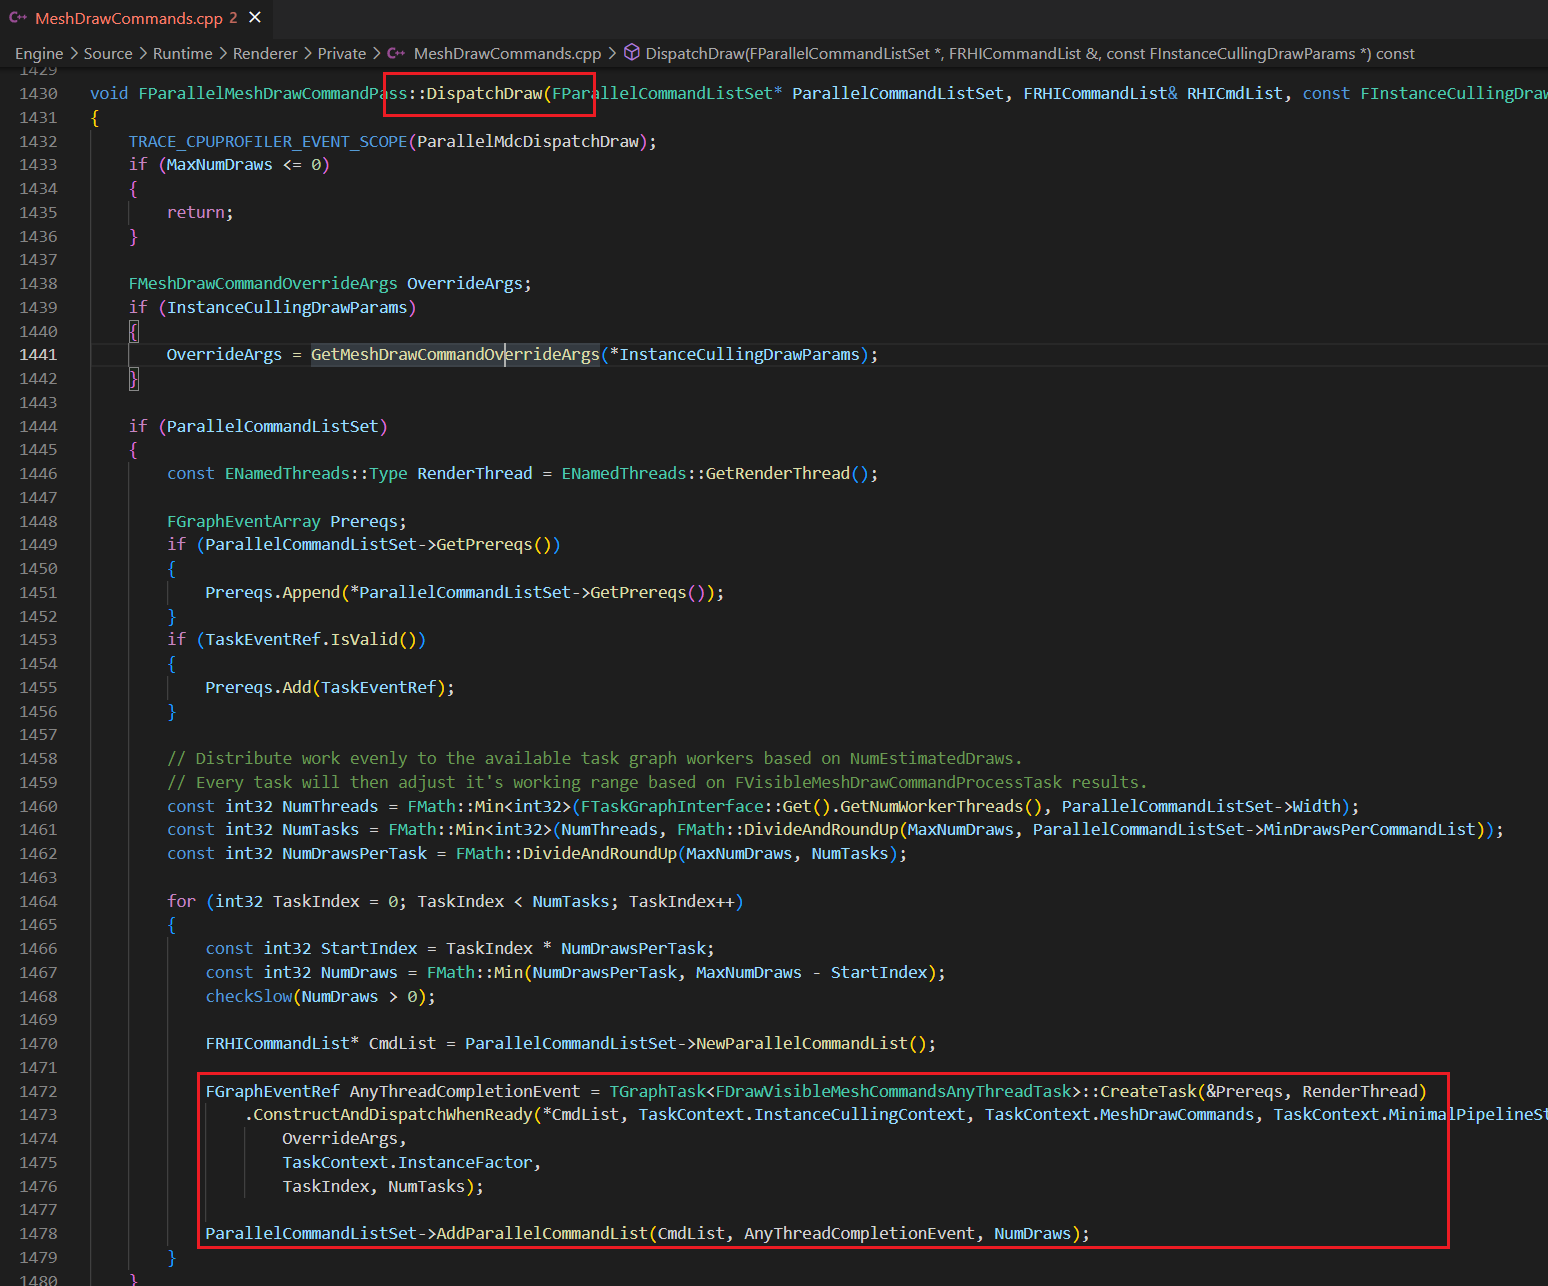 MeshDrawCommands.cpp 2
Engine > Source > Runtime > Renderer > Private > MeshDrawCommands.cpp > DispatchDraw(FParallelCommandListSet *, FRHICommandList &, const FInstanceCullingDrawParams *) const
1429
1430 void FParallelMeshDrawCommandPass::DispatchDraw(FParallelCommandListSet* ParallelCommandListSet, FRHICommandList& RHICmdList, const FInstanceCullingDraw
1431 {
1432 TRACE_CPUPROFILER_EVENT_SCOPE(ParallelMdcDispatchDraw);
1433 if (MaxNumDraws <= 0)
1434 {
1435 return;
1436 }
1437
1438 FMeshDrawCommandOverrideArgs OverrideArgs;
1439 if (InstanceCullingDrawParams)
1440 {
1441 OverrideArgs = GetMeshDrawCommandOverrideArgs(*InstanceCullingDrawParams);
1442 }
1443
1444 if (ParallelCommandListSet)
1445 {
1446 const ENamedThreads::Type RenderThread = ENamedThreads::GetRenderThread();
1447
1448 FGraphEventArray Prereqs;
1449 if (ParallelCommandListSet->GetPrereqs())
1450 {
1451 Prereqs.Append(*ParallelCommandListSet->GetPrereqs());
1452 }
1453 if (TaskEventRef.IsValid())
1454 {
1455 Prereqs.Add(TaskEventRef);
1456 }
1457
1458 // Distribute work evenly to the available task graph workers based on NumEstimatedDraws.
1459 // Every task will then adjust it's working range based on FVisibleMeshDrawCommandProcessTask results.
1460 const int32 NumThreads = FMath::Min<int32>(FTaskGraphInterface::Get().GetNumWorkerThreads(), ParallelCommandListSet->Width);
1461 const int32 NumTasks = FMath::Min<int32>(NumThreads, FMath::DivideAndRoundUp(MaxNumDraws, ParallelCommandListSet->MinDrawsPerCommandList));
1462 const int32 NumDrawsPerTask = FMath::DivideAndRoundUp(MaxNumDraws, NumTasks);
1463
1464 for (int32 TaskIndex = 0; TaskIndex < NumTasks; TaskIndex++)
1465 {
1466 const int32 StartIndex = TaskIndex * NumDrawsPerTask;
1467 const int32 NumDraws = FMath::Min(NumDrawsPerTask, MaxNumDraws - StartIndex);
1468 checkSlow(NumDraws > 0);
1469
1470 FRHICommandList* CmdList = ParallelCommandListSet->NewParallelCommandList();
1471
1472 FGraphEventRef AnyThreadCompletionEvent = TGraphTask<FDrawVisibleMeshCommandsAnyThreadTask>::CreateTask(&Prereqs, RenderThread)
1473 .ConstructAndDispatchWhenReady(*CmdList, TaskContext.InstanceCullingContext, TaskContext.MeshDrawCommands, TaskContext.MinimalPipelineSt
1474 OverrideArgs,
1475 TaskContext.InstanceFactor,
1476 TaskIndex, NumTasks);
1477
1478 ParallelCommandListSet->AddParallelCommandList(CmdList, AnyThreadCompletionEvent, NumDraws);
1479 }
1480 }